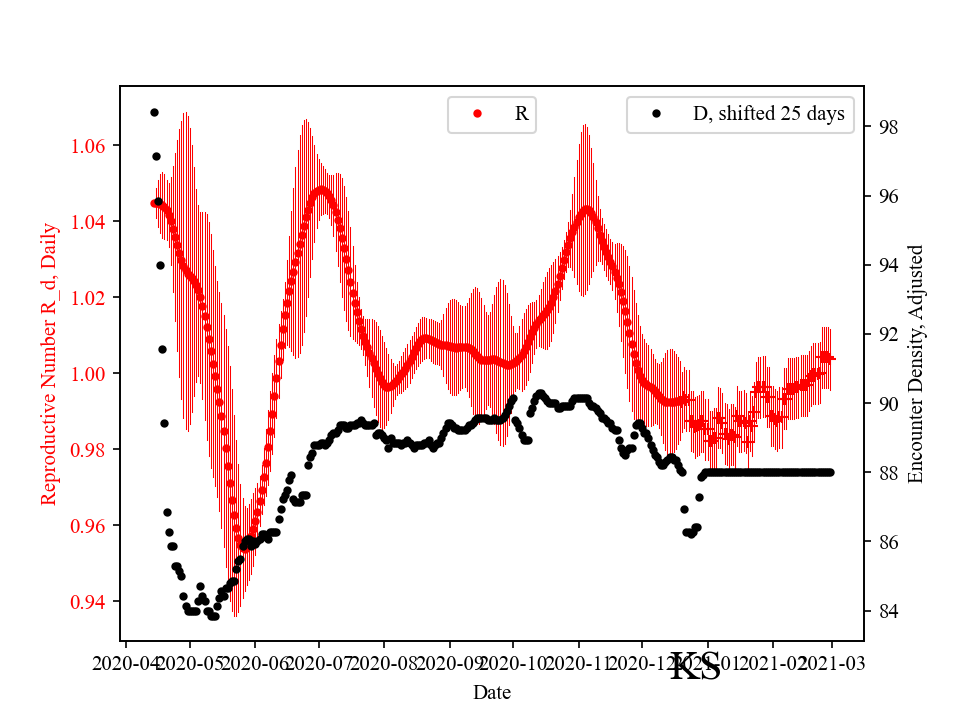 R
D, shifted 25 days
1.06
1.04
1.02
1.00
0.98
0.96
0.94
98
96
94
92
90
88
86
84
Reproductive Number R_d, Daily
Encounter Density, Adjusted
2020-04 2020-05 2020-06 2020-07 2020-08 2020-09 2020-10 2020-11 2020-12 2021-01 2021-02 2021-03
KS
Date